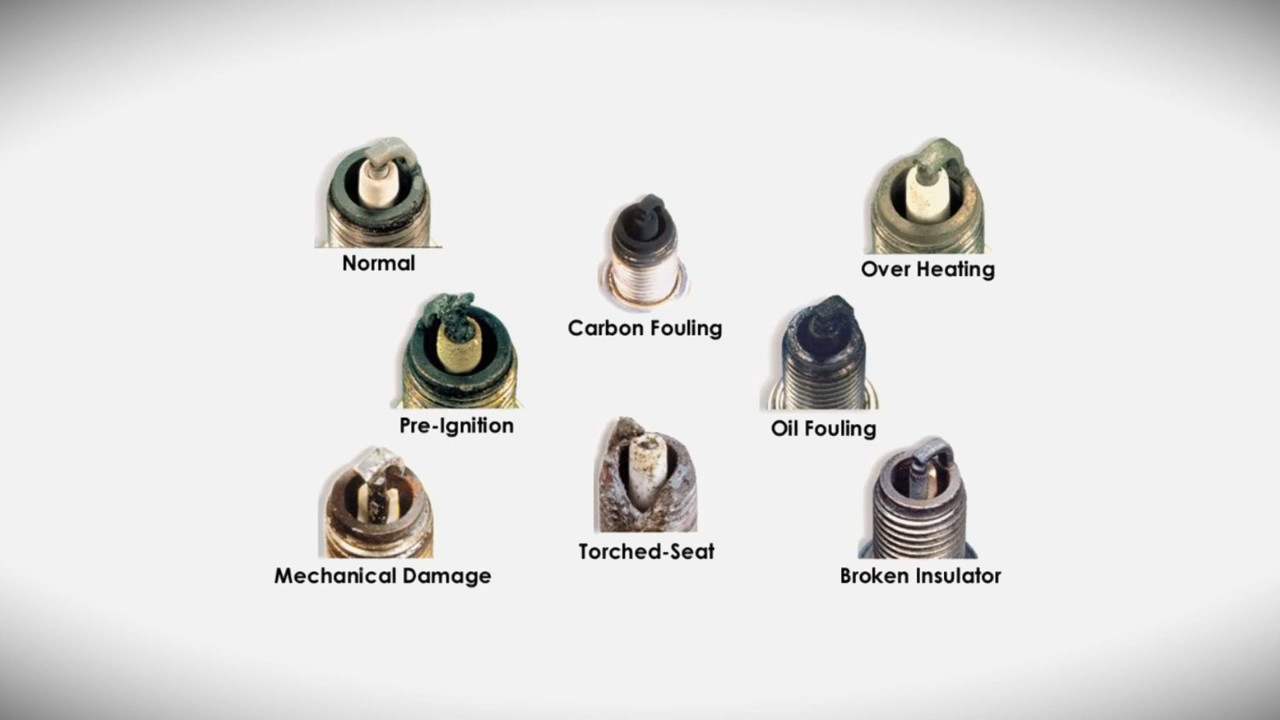 Normal
Over Heating
Carbon Fouling
Pre-Ignition
Oil Fouling
Torched-Seat
Mechanical Damage
Broken Insulator